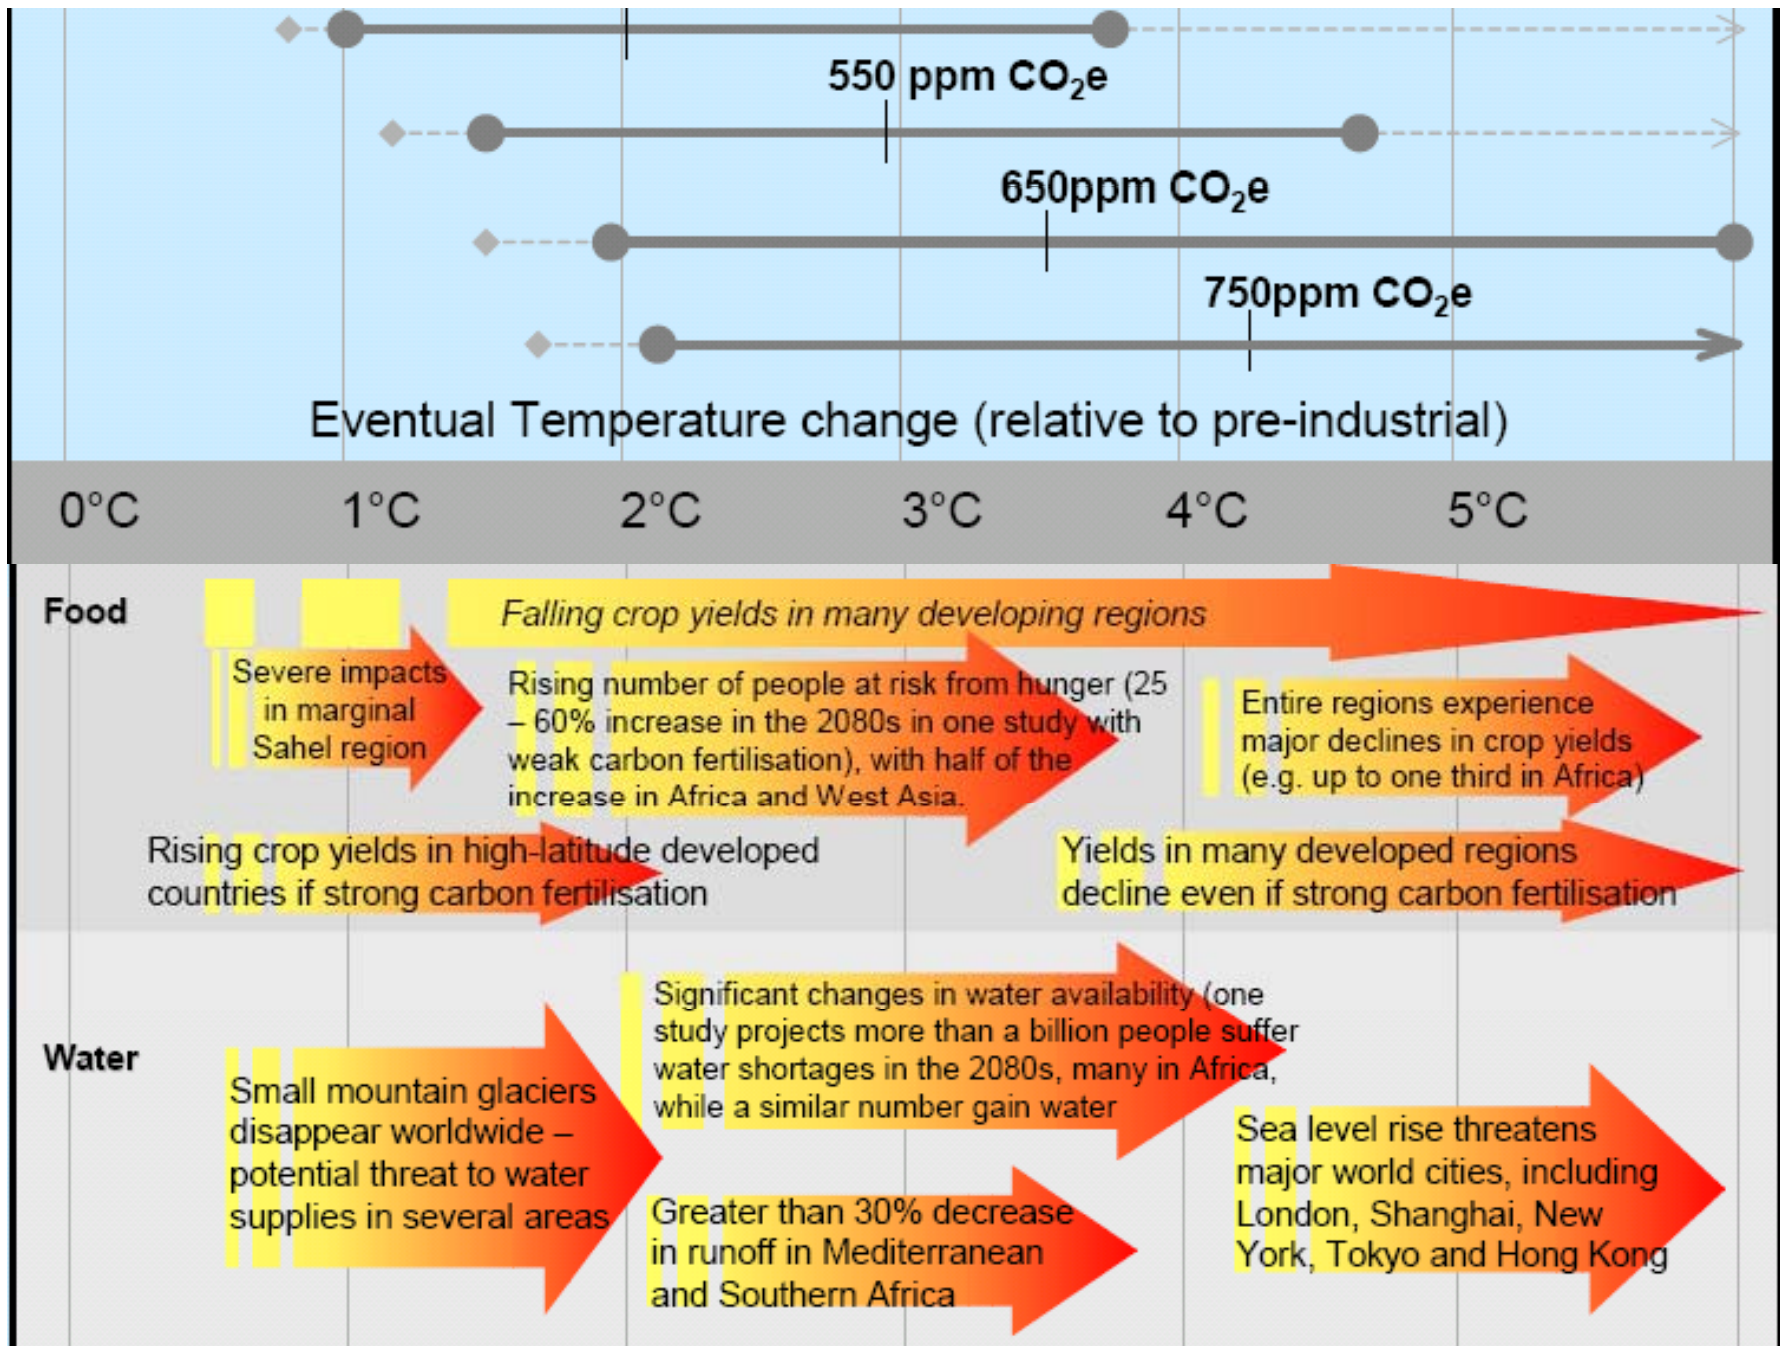 550 ppm CO₂e
650ppm CO₂e
750ppm CO₂e
Eventual Temperature change (relative to pre-industrial)
0°C 1°C 2°C 3°C 4°C 5°C
Food
Falling crop yields in many developing regions
Severe impacts
in marginal
Sahel region
Rising number of people at risk from hunger (25
– 60% increase in the 2080s in one study with
weak carbon fertilisation), with half of the
increase in Africa and West Asia.
Entire regions experience
major declines in crop yields
(e.g. up to one third in Africa)
Rising crop yields in high-latitude developed
countries if strong carbon fertilisation
Yields in many developed regions
decline even if strong carbon fertilisation
Water
Small mountain glaciers
disappear worldwide –
potential threat to water
supplies in several areas
Significant changes in water availability (one
study projects more than a billion people suffer
water shortages in the 2080s, many in Africa,
while a similar number gain water
Greater than 30% decrease
in runoff in Mediterranean
and Southern Africa
Sea level rise threatens
major world cities, including
London, Shanghai, New
York, Tokyo and Hong Kong